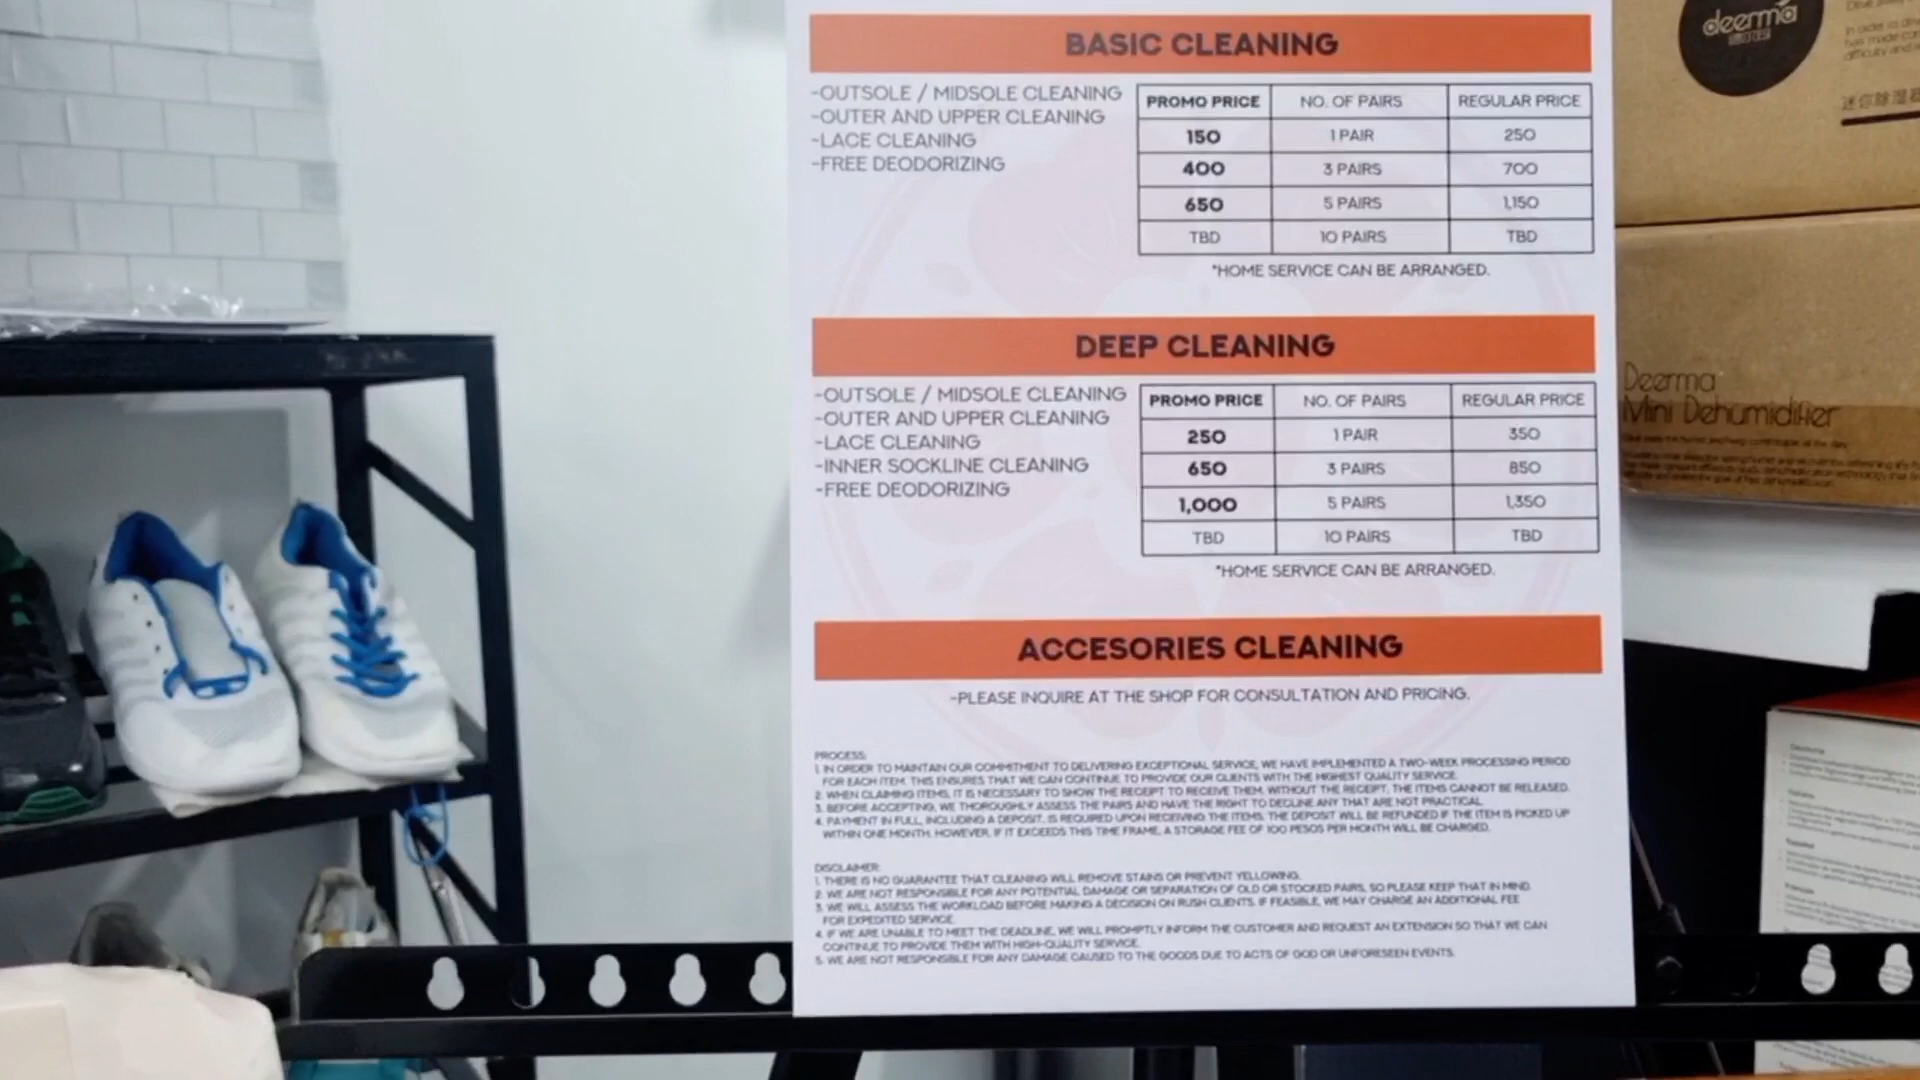 BASIC CLEANING
-OUTSOLE / MIDSOLE CLEANING
-OUTER AND UPPER CLEANING
-LACE CLEANING
-FREE DEODORIZING
PROMO PRICE NO. OF PAIRS REGULAR PRICE
150 1 PAIR 250
400 3 PAIRS 700
650 5 PAIRS 1,150
TBD 10 PAIRS TBD
*HOME SERVICE CAN BE ARRANGED.
DEEP CLEANING
-OUTSOLE / MIDSOLE CLEANING
-OUTER AND UPPER CLEANING
-LACE CLEANING
-INNER SOCKLINE CLEANING
-FREE DEODORIZING
PROMO PRICE NO. OF PAIRS REGULAR PRICE
250 1 PAIR 350
650 3 PAIRS 850
1,000 5 PAIRS 1,350
TBD 10 PAIRS TBD
*HOME SERVICE CAN BE ARRANGED.
ACCESORIES CLEANING
-PLEASE INQUIRE AT THE SHOP FOR CONSULTATION AND PRICING.
PROCESS:
1. IN ORDER TO MAINTAIN OUR COMMITMENT TO DELIVERING EXCEPTIONAL SERVICE, WE HAVE IMPLEMENTED A TWO-WEEK PROCESSING PERIOD
FOR EACH ITEM. THIS ENSURES THAT WE CAN CONTINUE TO PROVIDE OUR CLIENTS WITH THE HIGHEST QUALITY SERVICE.
2. WHEN CLAIMING ITEMS, IT IS NECESSARY TO SHOW THE RECEIPT TO RECEIVE THEM. WITHOUT THE RECEIPT, THE ITEMS CANNOT BE RELEASED.
3. BEFORE ACCEPTING, WE THOROUGHLY ASSESS THE PAIRS AND HAVE THE RIGHT TO DECLINE ANY THAT ARE NOT PRACTICAL.
4. PAYMENT IN FULL, INCLUDING A DEPOSIT, IS REQUIRED UPON RECEIVING THE ITEMS. THE DEPOSIT WILL BE REFUNDED IF THE ITEM IS PICKED UP
WITHIN ONE MONTH. HOWEVER, IF IT EXCEEDS THIS TIME FRAME, A STORAGE FEE OF 100 PESOS PER MONTH WILL BE CHARGED.
DISCLAIMER:
1. THERE IS NO GUARANTEE THAT CLEANING WILL REMOVE STAINS OR PREVENT YELLOWING.
2. WE ARE NOT RESPONSIBLE FOR ANY POTENTIAL DAMAGE OR SEPARATION OF OLD OR STOCKED PAIRS, SO PLEASE KEEP THAT IN MIND.
3. WE WILL ASSESS THE WORKLOAD BEFORE MAKING A DECISION ON RUSH CLIENTS. IF FEASIBLE, WE MAY CHARGE AN ADDITIONAL FEE
FOR EXPEDITED SERVICE.
4. IF WE ARE UNABLE TO MEET THE DEADLINE, WE WILL PROMPTLY INFORM THE CUSTOMER AND REQUEST AN EXTENSION SO THAT WE CAN
CONTINUE TO PROVIDE THEM WITH HIGH-QUALITY SERVICE.
5. WE ARE NOT RESPONSIBLE FOR ANY DAMAGE CAUSED TO THE GOODS DUE TO ACTS OF GOD OR UNFORESEEN EVENTS.
deerma
德尔玛
迷你除湿器
Deerma
Mini Dehumidifier